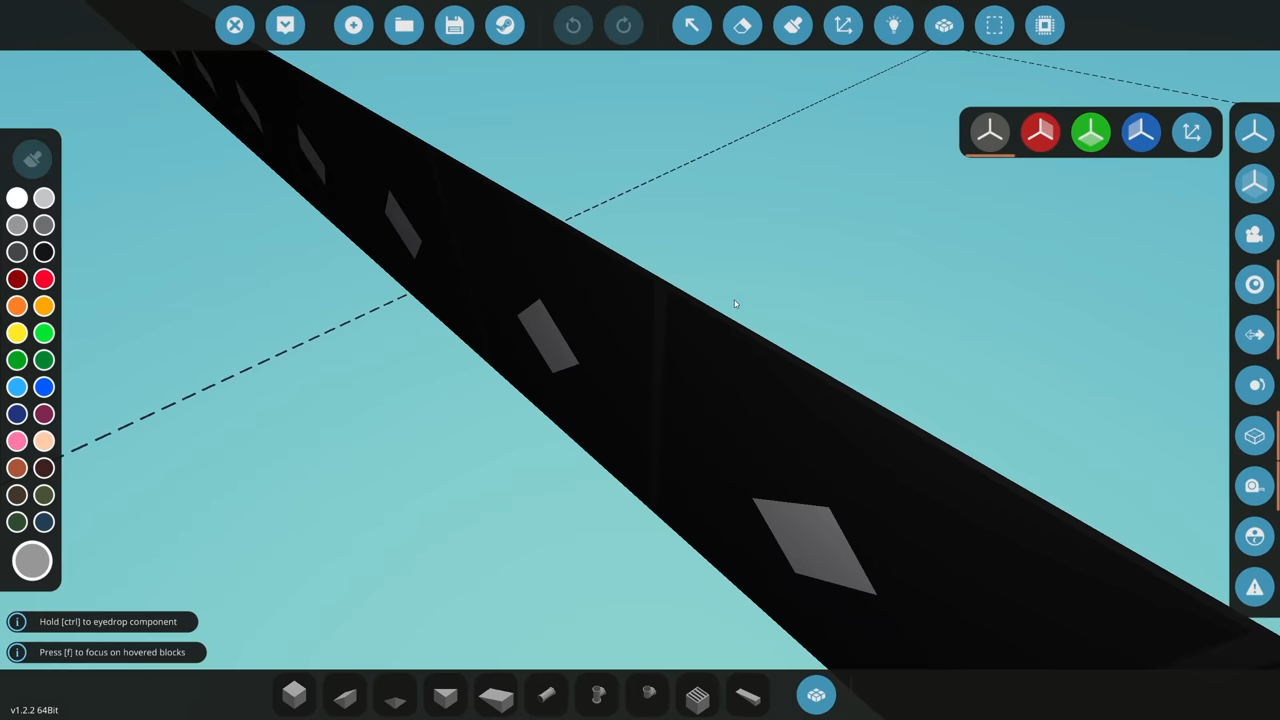 Hold [ctrl] to eyedrop component
Press [f] to focus on hovered blocks
v1.2.2 64Bit